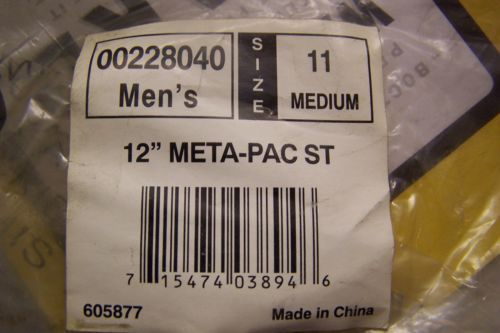 00228040
Men's
SIZE
11
MEDIUM
12" META-PAC ST
7 15474 03894 6
605877
Made in China